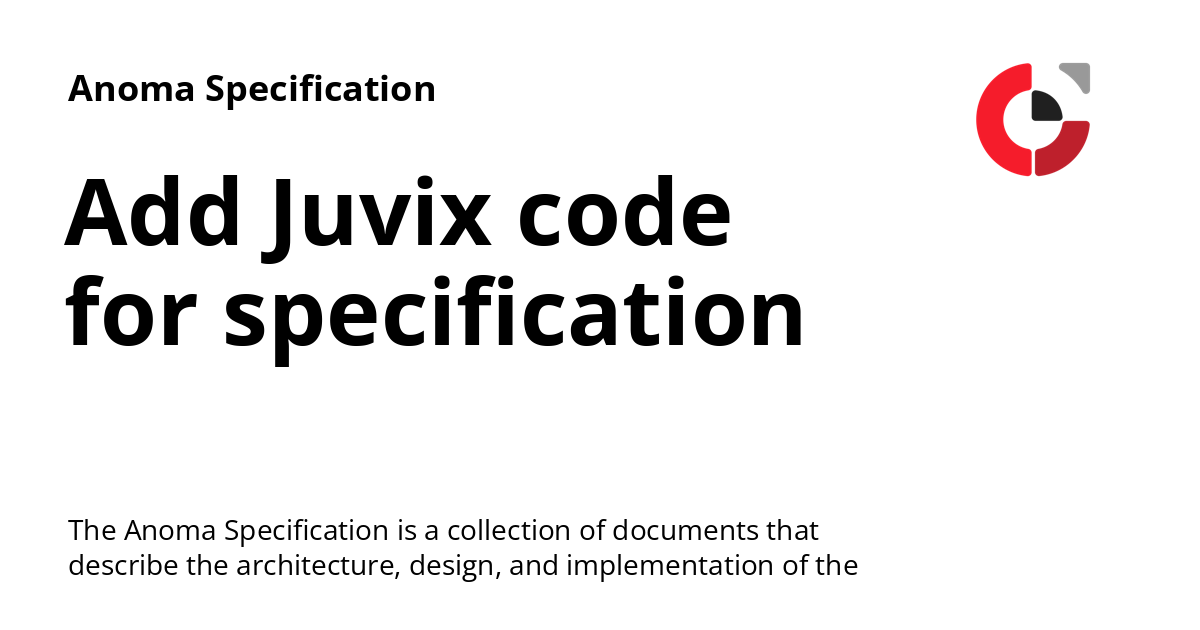 Anoma Specification
Add Juvix code
for specification
The Anoma Specification is a collection of documents that
describe the architecture, design, and implementation of the